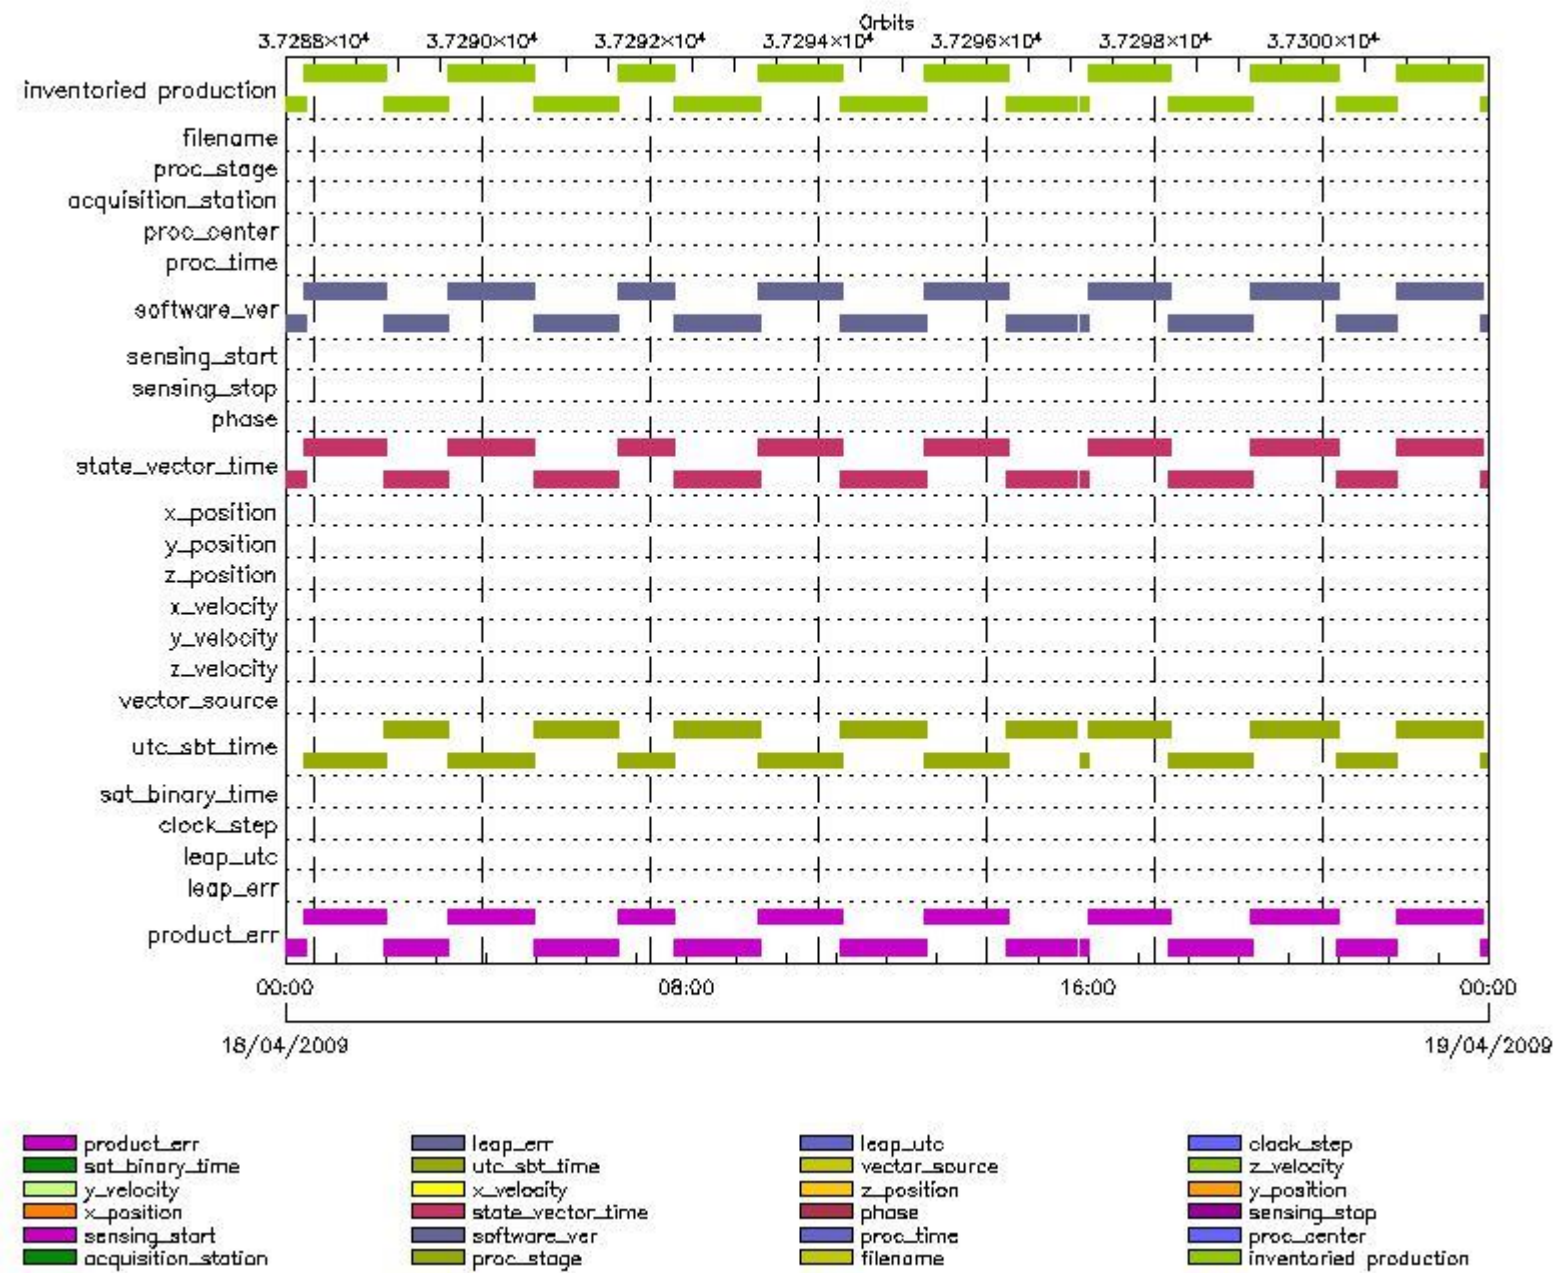 Orbits
3.7288×10⁴ 3.7290×10⁴ 3.7292×10⁴ 3.7294×10⁴ 3.7296×10⁴ 3.7298×10⁴ 3.7300×10⁴
inventoried production
filename
proc_stage
acquisition_station
proc_center
proc_time
software_ver
sensing_start
sensing_stop
phase
state_vector_time
x_position
y_position
z_position
x_velocity
y_velocity
z_velocity
vector_source
utc_sbt_time
sat_binary_time
clock_step
leap_utc
leap_err
product_err
00:00 08:00 16:00 00:00
18/04/2009 19/04/2009
product_err leap_err leap_utc clock_step
sat_binary_time utc_sbt_time vector_source z_velocity
y_velocity x_velocity z_position y_position
x_position state_vector_time phase sensing_stop
sensing_start software_ver proc_time proc_center
acquisition_station proc_stage filename inventoried production